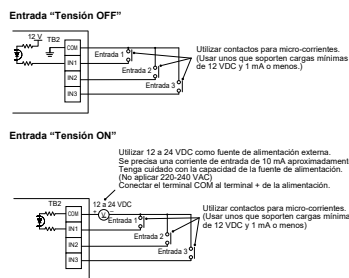 Entrada “Tensión OFF”
12 V
TB2
COM
IN1
IN2
IN3
Entrada 1
Entrada 2
Entrada 3
Utilizar contactos para micro-corrientes.
(Usar unos que soporten cargas mínimas
de 12 VDC y 1 mA o menos.)
Entrada “Tensión ON”
Utilizar 12 a 24 VDC como fuente de alimentación externa.
Se precisa una corriente de entrada de 10 mA aproximadament
Tenga cuidado con la capacidad de la fuente de alimentación.
(No aplicar 220-240 VAC)
Conectar el terminal COM al terminal + de la alimentación.
TB2
12 a 24 VDC
COM
+
V
–
IN1
IN2
IN3
Entrada 1
Entrada 2
Entrada 3
Utilizar contactos para micro-corrientes.
(Usar unos que soporten cargas mínima
de 12 VDC y 1 mA o menos)